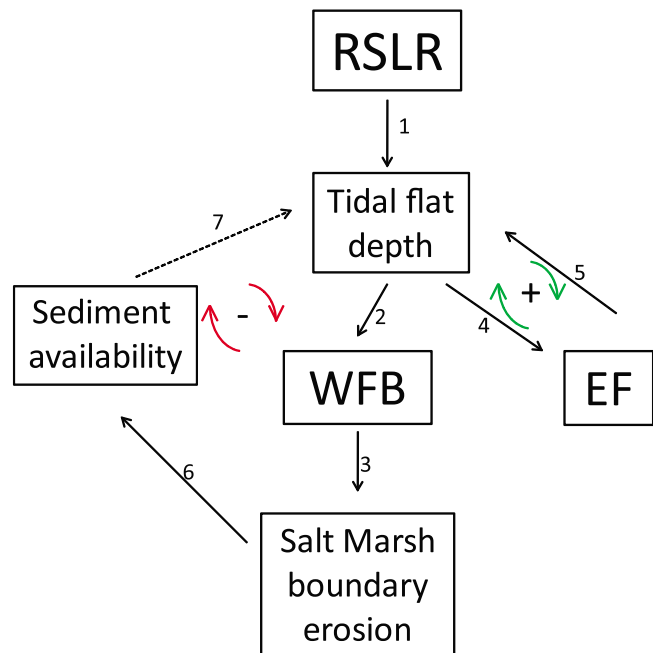 RSLR
1
Tidal flat
depth
7
5
+
-
Sediment
availability
2
4
WFB
EF
3
6
Salt Marsh
boundary
erosion